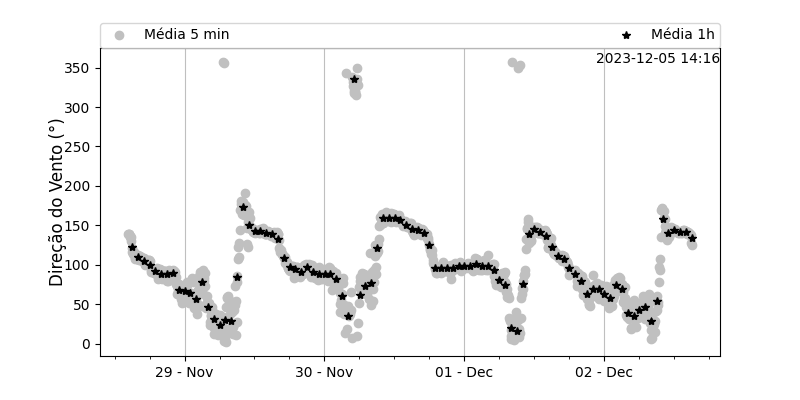 Média 5 min
Média 1h
2023-12-05 14:16
Direção do Vento (°)
350
300
250
200
150
100
50
0
29 - Nov
30 - Nov
01 - Dec
02 - Dec